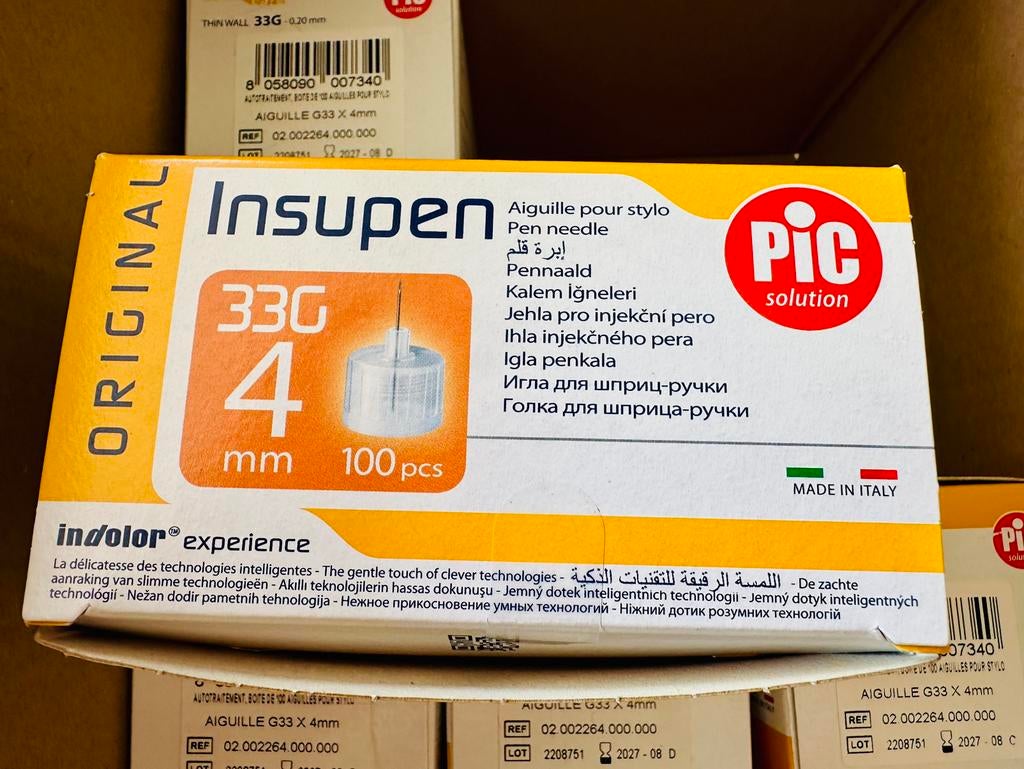 THIN WALL 33G - 0,20 mm
solution
8 058090 007340
AUTOTRAITEMENT, BOITE DE 100 AIGUILLES POUR STYLO
AIGUILLE G33 X 4mm
REF 02.002264.000.000
LOT 2208751 2027-08 D
ORIGINAL
Insupen
33G
4
mm
100 pcs
Aiguille pour stylo
Pen needle
إبرة قلم
Pennaald
Kalem İğneleri
Jehla pro injekční pero
Ihla injekčného pera
Igla penkala
Игла для шприц-ручки
Голка для шприца-ручки
PiC
solution
MADE IN ITALY
indolor™ experience
La délicatesse des technologies intelligentes - The gentle touch of clever technologies - اللمسة الرقيقة للتقنيات الذكية - De zachte
aanraking van slimme technologieën - Akıllı teknolojilerin hassas dokunuşu - Jemný dotek inteligentních technologií - Jemný dotyk inteligentných
technológií - Nežan dodir pametnih tehnologija - Нежное прикосновение умных технологий - Ніжний дотик розумних технологій
AUTOTRAITEMENT, BOITE DE 100 AIGUILLES POUR STYLO
AIGUILLE G33 X 4mm
REF 02.002264.000.000
LOT
AIGUILLE G33 X 4mm
REF 02.002264.000.000
LOT 2208751 2027-08 D
007340
100 AIGUILLES POUR STYLO
AIGUILLE G33 X 4mm
REF 02.002264.000.000
LOT 2208751 2027-08 C